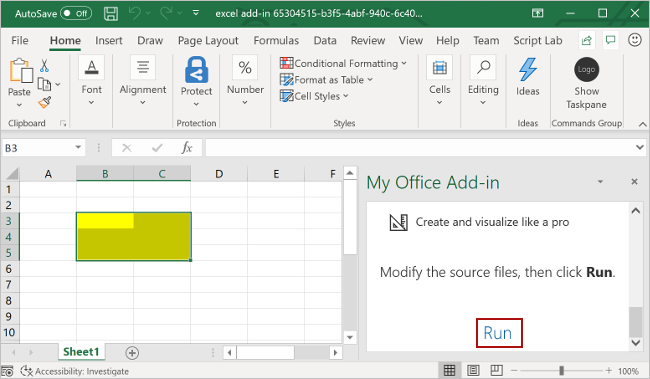 AutoSave Off excel add-in 65304515-b3f5-4abf-940c-6c40...
File Home Insert Draw Page Layout Formulas Data Review View Help Team Script Lab
Paste Font Alignment Protect Number Conditional Formatting Format as Table Cell Styles Cells Editing Ideas Logo Show Taskpane
Clipboard Protection Styles Ideas Commands Group
B3 fx
A B C D E F
My Office Add-in
1
2
3
4
5
6
7
8
9
10
Create and visualize like a pro
Modify the source files, then click Run.
Run
Sheet1
Accessibility: Investigate 100%